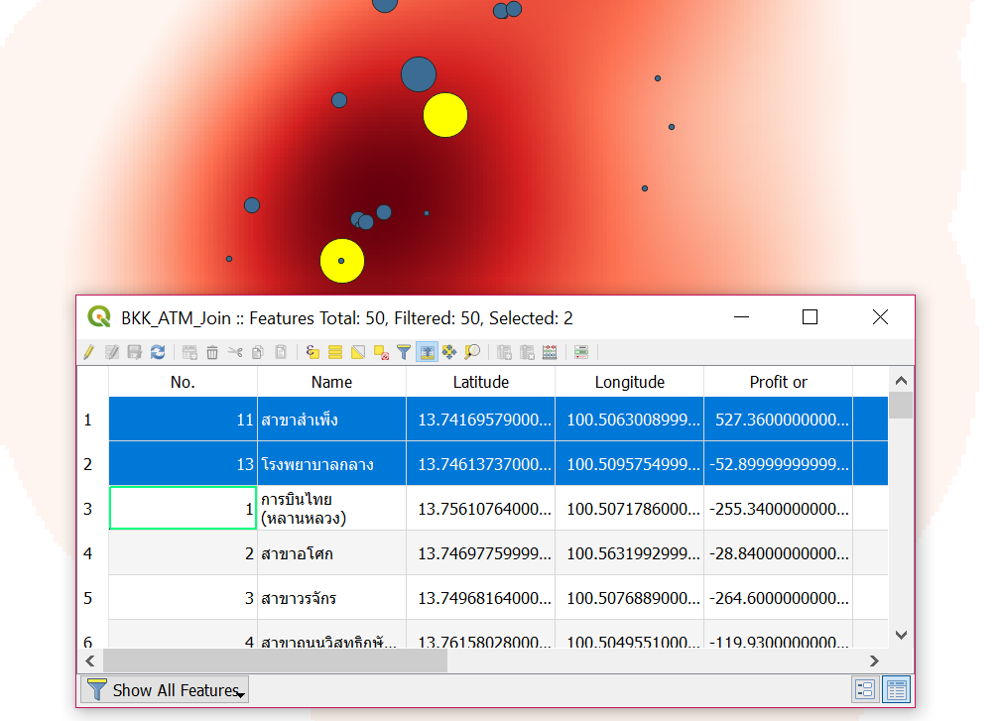 BKK_ATM_Join :: Features Total: 50, Filtered: 50, Selected: 2
No. Name Latitude Longitude Profit or
1 11 สาขาสำเพ็ง 13.74169579000... 100.5063008999... 527.3600000000...
2 13 โรงพยาบาลกลาง 13.74613737000... 100.5095754999... -52.89999999999...
3 1 การบินไทย 13.75610764000... 100.5071786000... -255.3400000000...
(หลานหลวง)
4 2 สาขาอโศก 13.74697759999... 100.5631992999... -28.84000000000...
5 3 สาขาวรจักร 13.74968164000... 100.5076889000... -264.6000000000...
6 4 สาขาถนนวิสุทธิกษั... 13.76158028000... 100.5049551000... -119.9300000000...
Show All Features